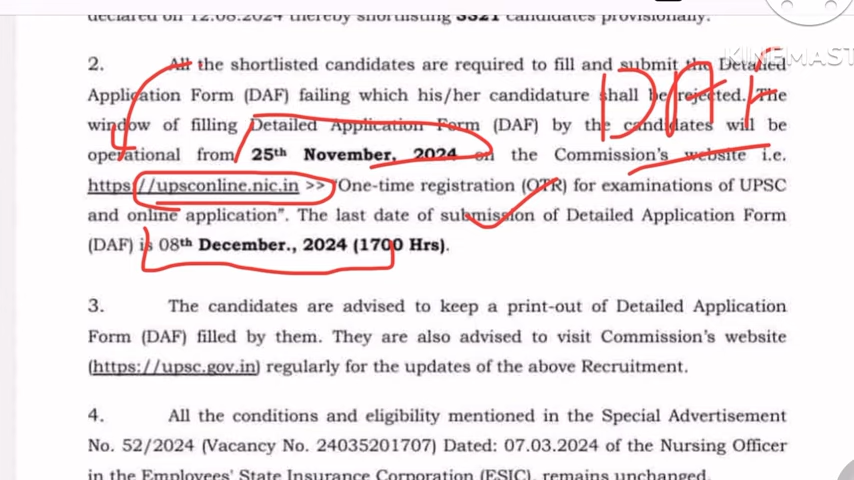 declared on 12.08.2024 thereby shortlisting 3321 candidates provisionally.
KINEMAST
DAF
2. All the shortlisted candidates are required to fill and submit the Detailed
Application Form (DAF) failing which his/her candidature shall be rejected. The
window of filling Detailed Application Form (DAF) by the candidates will be
operational from 25th November, 2024 on the Commission's website i.e.
https://upsconline.nic.in >> "One-time registration (OTR) for examinations of UPSC
and online application". The last date of submission of Detailed Application Form
(DAF) is 08th December., 2024 (1700 Hrs).
3. The candidates are advised to keep a print-out of Detailed Application
Form (DAF) filled by them. They are also advised to visit Commission's website
(https://upsc.gov.in) regularly for the updates of the above Recruitment.
4. All the conditions and eligibility mentioned in the Special Advertisement
No. 52/2024 (Vacancy No. 24035201707) Dated: 07.03.2024 of the Nursing Officer
in the Employees' State Insurance Corporation (ESIC), remains unchanged.